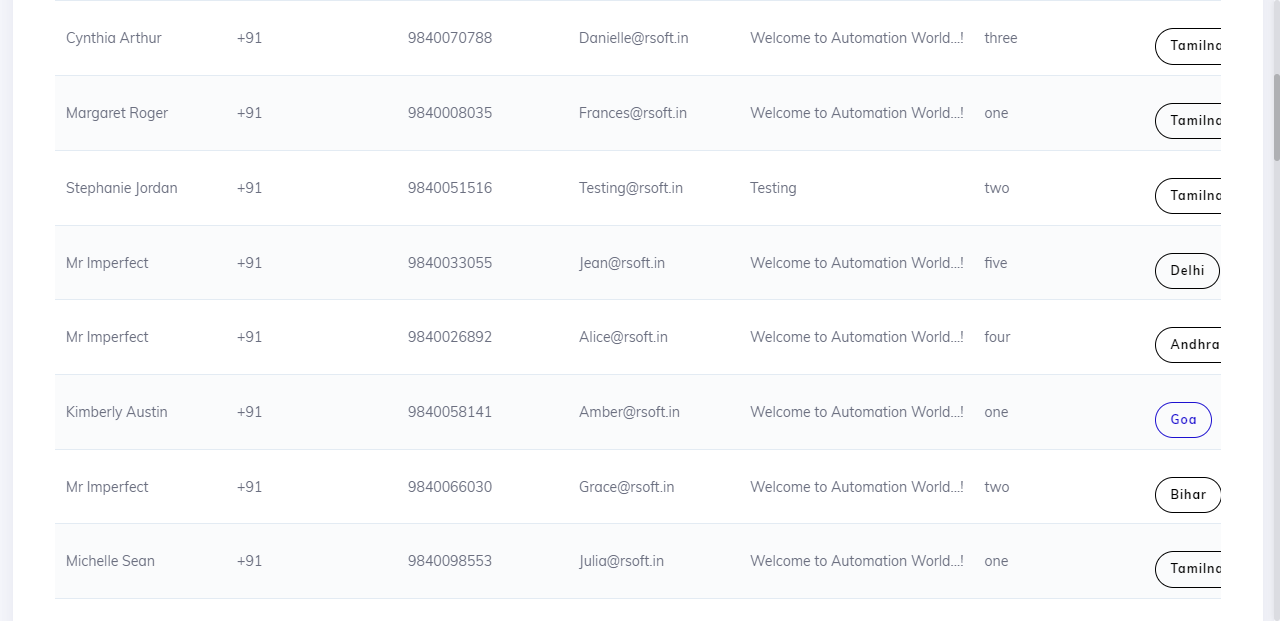 Cynthia Arthur +91 9840070788 Danielle@rsoft.in Welcome to Automation World...! three Tamilna
Margaret Roger +91 9840008035 Frances@rsoft.in Welcome to Automation World...! one Tamilna
Stephanie Jordan +91 9840051516 Testing@rsoft.in Testing two Tamilna
Mr Imperfect +91 9840033055 Jean@rsoft.in Welcome to Automation World...! five Delhi
Mr Imperfect +91 9840026892 Alice@rsoft.in Welcome to Automation World...! four Andhra
Kimberly Austin +91 9840058141 Amber@rsoft.in Welcome to Automation World...! one Goa
Mr Imperfect +91 9840066030 Grace@rsoft.in Welcome to Automation World...! two Bihar
Michelle Sean +91 9840098553 Julia@rsoft.in Welcome to Automation World...! one Tamilna